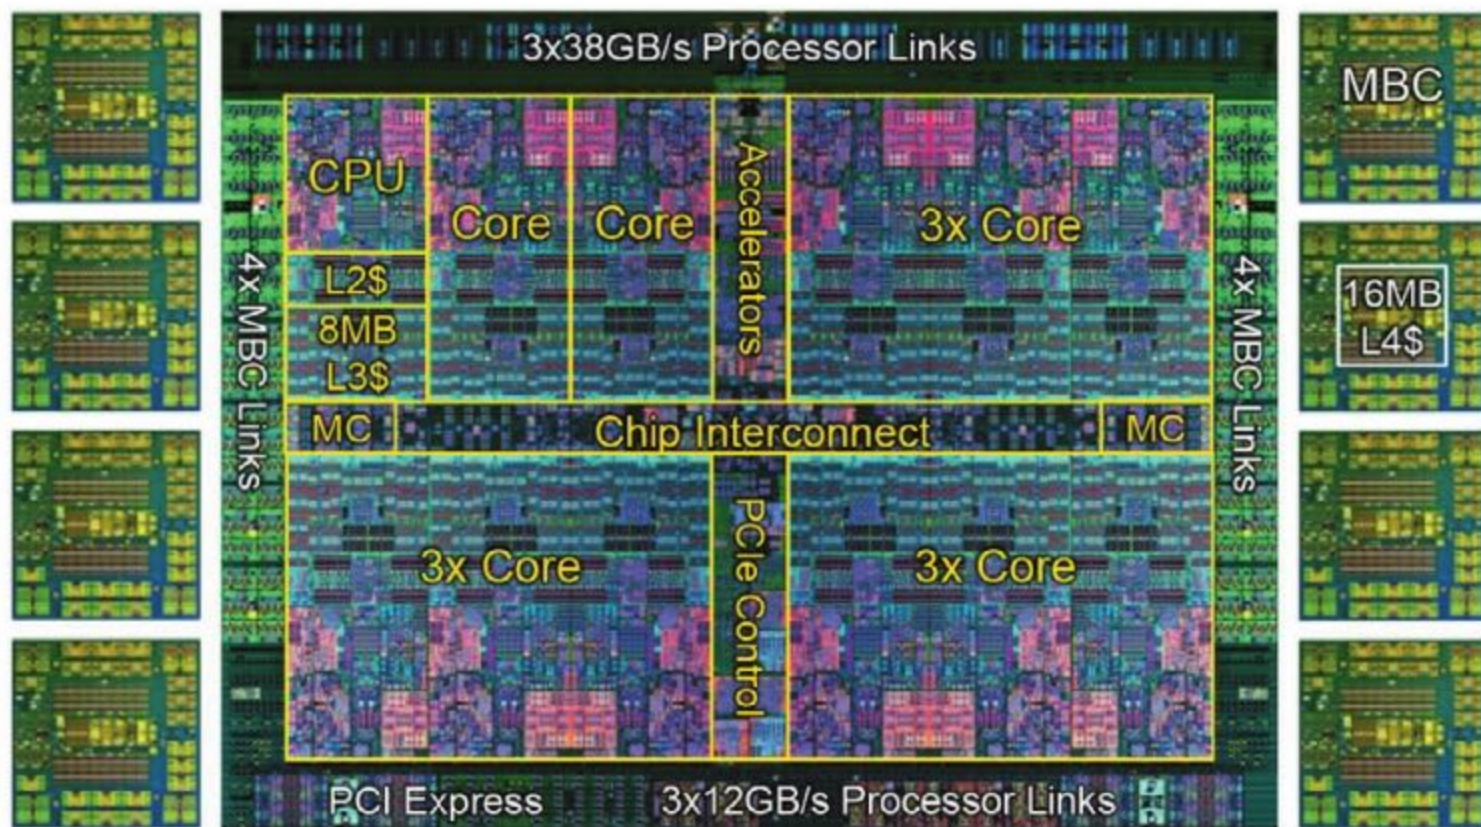 3x38GB/s Processor Links
MBC
CPU
Core
Core
Accelerators
3x Core
L2$
8MB
L3$
4x MBC Links
4x MBC Links
16MB
L4$
MC
Chip Interconnect
MC
3x Core
PCIe Control
3x Core
PCI Express
3x12GB/s Processor Links